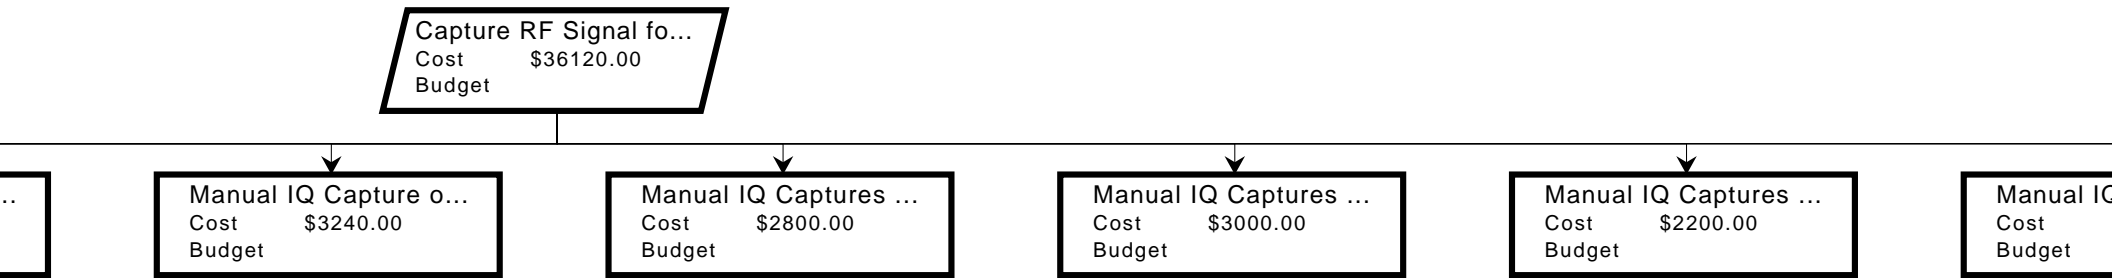 Capture RF Signal fo...
Cost $36120.00
Budget
...
Manual IQ Capture o...
Cost $3240.00
Budget
Manual IQ Captures ...
Cost $2800.00
Budget
Manual IQ Captures ...
Cost $3000.00
Budget
Manual IQ Captures ...
Cost $2200.00
Budget
Manual IQ
Cost
Budget